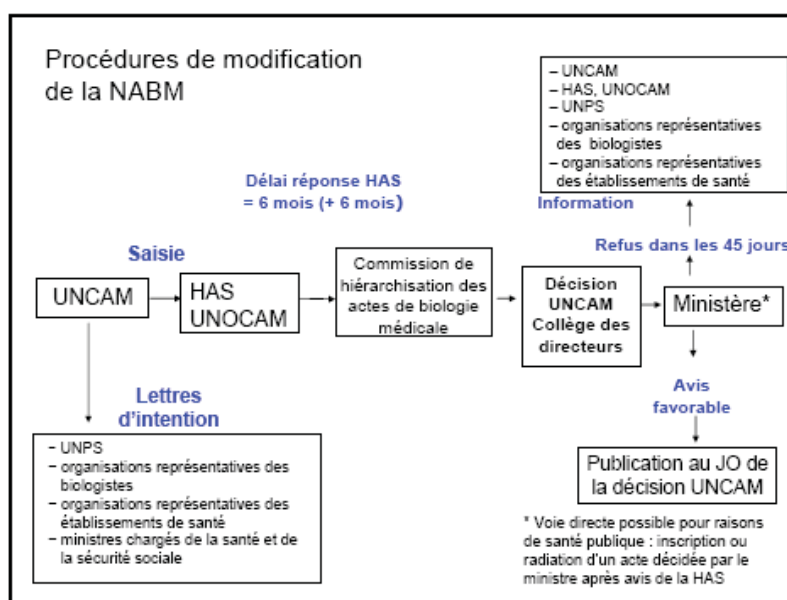 Procédures de modification
de la NABM
– UNCAM
– HAS, UNOCAM
– UNPS
– organisations représentatives
des biologistes
– organisations représentatives
des établissements de santé
Délai réponse HAS
= 6 mois (+ 6 mois)
Information
Saisie
Refus dans les 45 jours
UNCAM
HAS
UNOCAM
Commission de
hiérarchisation des
actes de biologie
médicale
Décision
UNCAM
Collège des
directeurs
Ministère*
Lettres
d'intention
Avis
favorable
– UNPS
– organisations représentatives des
biologistes
– organisations représentatives des
établissements de santé
– ministres chargés de la santé et de
la sécurité sociale
Publication au JO de
la décision UNCAM
* Voie directe possible pour raisons
de santé publique : inscription ou
radiation d'un acte décidée par le
ministre après avis de la HAS